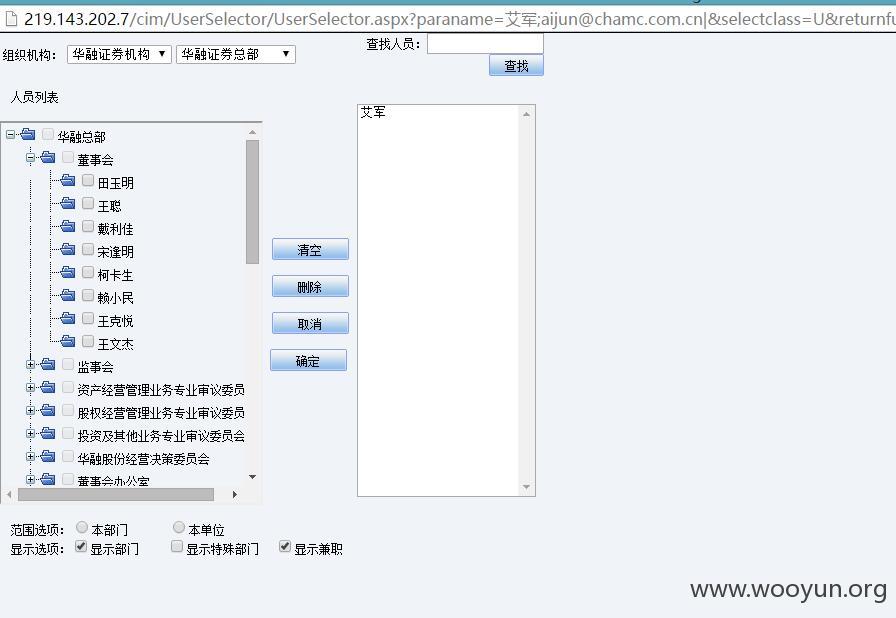 219.143.202.7/cim/UserSelector/UserSelector.aspx?paraname=艾军;aijun@chamc.com.cn|&selectclass=U&returnfu
组织机构： 华融证券机构 华融证券总部 查找人员：
查找
人员列表
艾军
华融总部
董事会
田玉明
王聪
戴利佳
宋逢明
柯卡生
赖小民
王克悦
王文杰
监事会
资产经营管理业务专业审议委员
股权经营管理业务专业审议委员
投资及其他业务专业审议委员会
华融股份经营决策委员会
董事会办公室
清空
删除
取消
确定
范围选项： 本部门 本单位
显示选项： 显示部门 显示特殊部门 显示兼职
www.wooyun.org